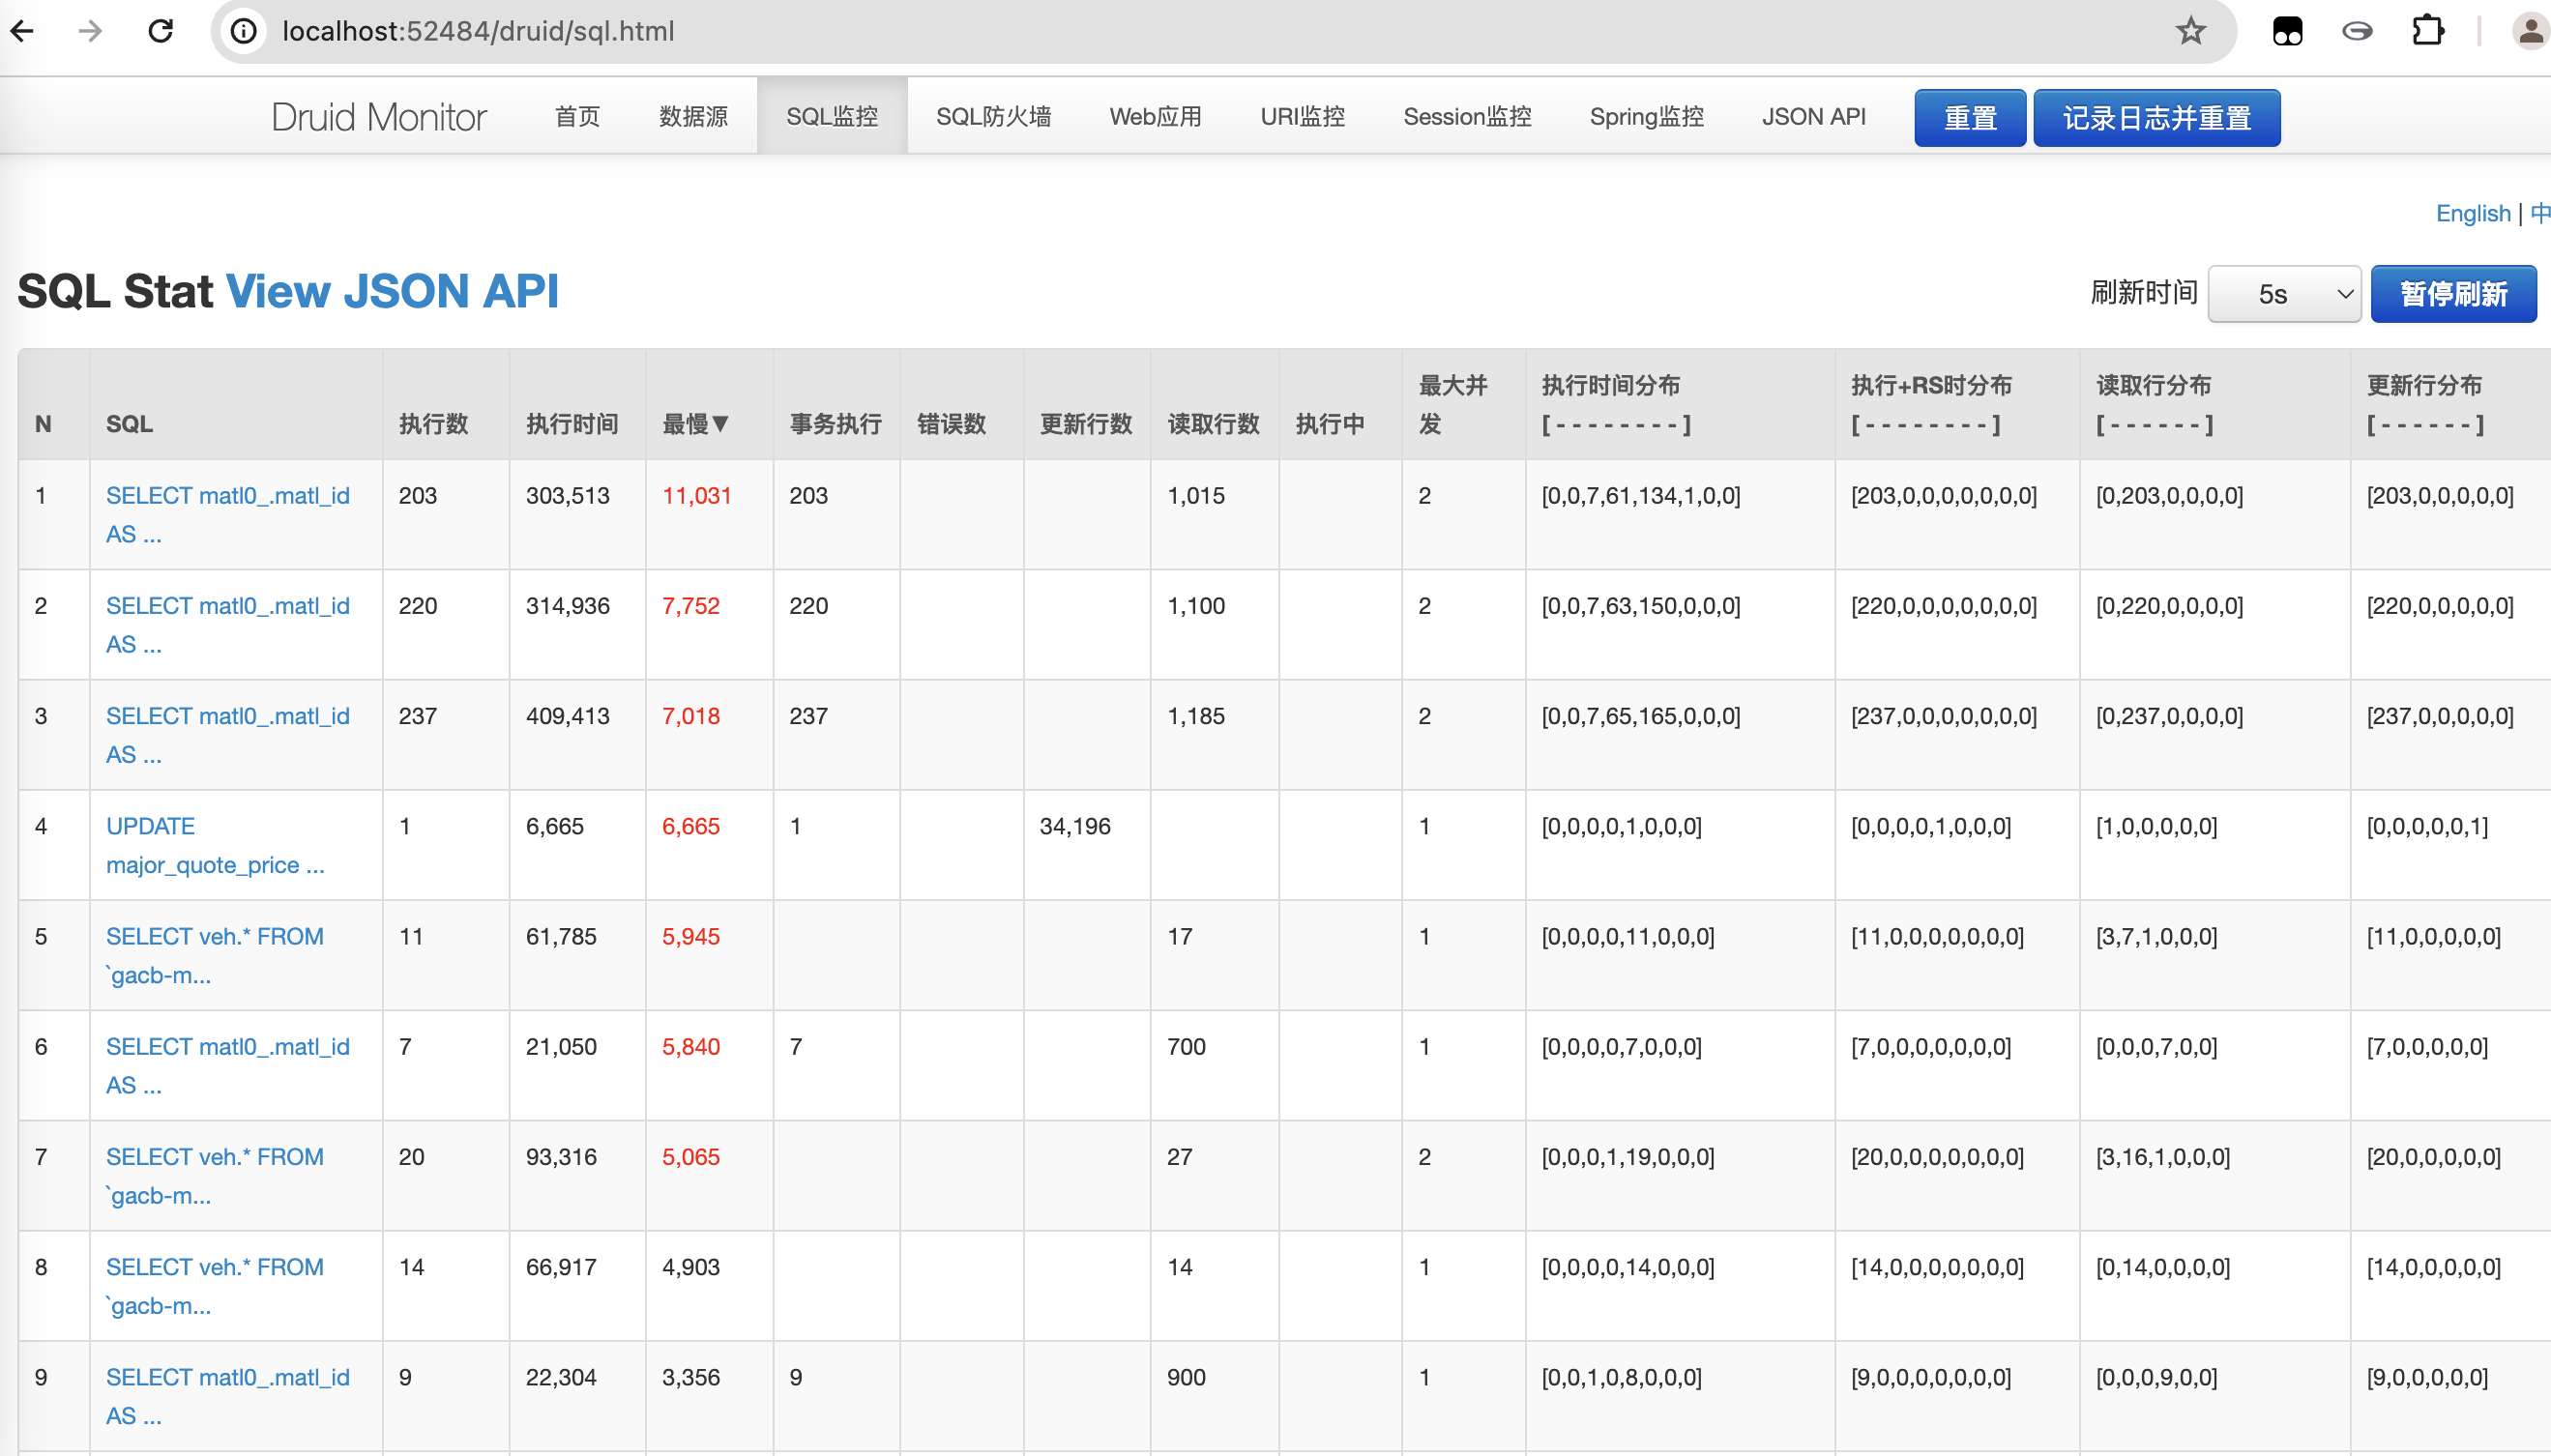 localhost:52484/druid/sql.html
Druid Monitor 首页 数据源 SQL监控 SQL防火墙 Web应用 URI监控 Session监控 Spring监控 JSON API 重置 记录日志并重置
English | 中
SQL Stat View JSON API 刷新时间 5s 暂停刷新
N SQL 执行数 执行时间 最慢▼ 事务执行 错误数 更新行数 读取行数 执行中 最大并发 执行时间分布 [ - - - - - - - - ] 执行+RS时分布 [ - - - - - - - - ] 读取行分布 [ - - - - - - ] 更新行分布 [ - - - - - - ]
1 SELECT matl0_.matl_id AS ... 203 303,513 11,031 203 1,015 2 [0,0,7,61,134,1,0,0] [203,0,0,0,0,0,0,0] [0,203,0,0,0,0] [203,0,0,0,0,0]
2 SELECT matl0_.matl_id AS ... 220 314,936 7,752 220 1,100 2 [0,0,7,63,150,0,0,0] [220,0,0,0,0,0,0,0] [0,220,0,0,0,0] [220,0,0,0,0,0]
3 SELECT matl0_.matl_id AS ... 237 409,413 7,018 237 1,185 2 [0,0,7,65,165,0,0,0] [237,0,0,0,0,0,0,0] [0,237,0,0,0,0] [237,0,0,0,0,0]
4 UPDATE major_quote_price ... 1 6,665 6,665 1 34,196 1 [0,0,0,0,1,0,0,0] [0,0,0,0,1,0,0,0] [1,0,0,0,0,0] [0,0,0,0,0,1]
5 SELECT veh.* FROM `gacb-m... 11 61,785 5,945 17 1 [0,0,0,0,11,0,0,0] [11,0,0,0,0,0,0,0] [3,7,1,0,0,0] [11,0,0,0,0,0]
6 SELECT matl0_.matl_id AS ... 7 21,050 5,840 7 700 1 [0,0,0,0,7,0,0,0] [7,0,0,0,0,0,0,0] [0,0,0,7,0,0] [7,0,0,0,0,0]
7 SELECT veh.* FROM `gacb-m... 20 93,316 5,065 27 2 [0,0,0,1,19,0,0,0] [20,0,0,0,0,0,0,0] [3,16,1,0,0,0] [20,0,0,0,0,0]
8 SELECT veh.* FROM `gacb-m... 14 66,917 4,903 14 1 [0,0,0,0,14,0,0,0] [14,0,0,0,0,0,0,0] [0,14,0,0,0,0] [14,0,0,0,0,0]
9 SELECT matl0_.matl_id AS ... 9 22,304 3,356 9 900 1 [0,0,1,0,8,0,0,0] [9,0,0,0,0,0,0,0] [0,0,0,9,0,0] [9,0,0,0,0,0]